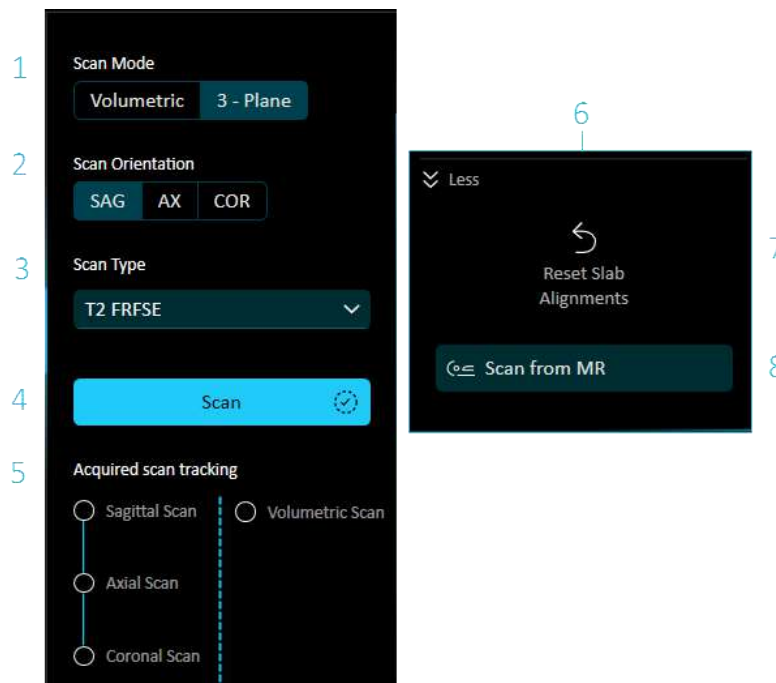 1
Scan Mode
Volumetric 3 - Plane
2
Scan Orientation
SAG AX COR
3
Scan Type
T2 FRFSE
4
Scan
5
Acquired scan tracking
Sagittal Scan
Volumetric Scan
Axial Scan
Coronal Scan
6
Less
7
Reset Slab
Alignments
8
Scan from MR